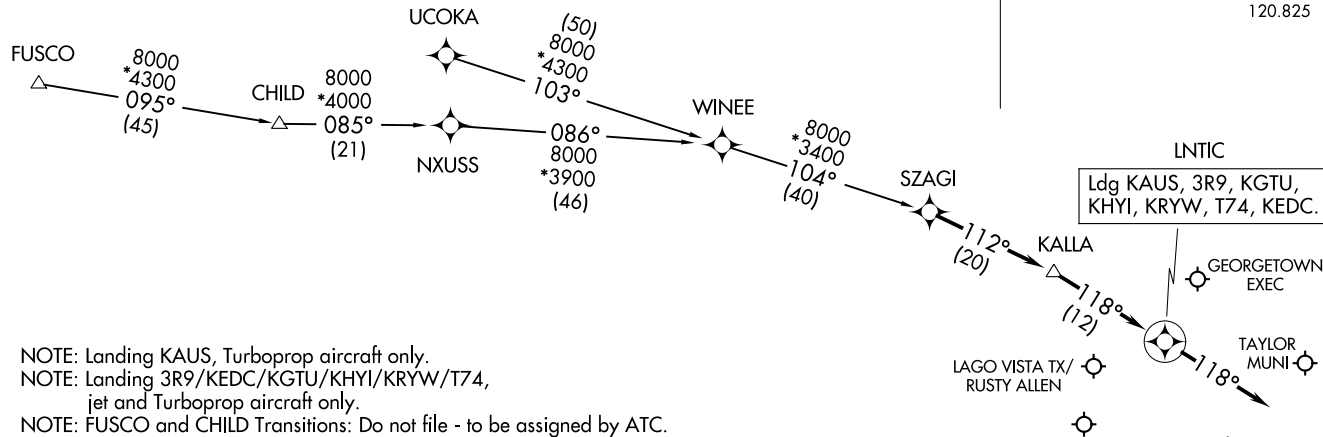 120.825
UCOKA
(50)
8000
*4300
103°
FUSCO
8000
*4300
095°
(45)
CHILD
8000
*4000
085°
(21)
NXUSS
086°
8000
*3900
(46)
WINEE
8000
*3400
104°
(40)
SZAGI
112°
(20)
KALLA
118°
(12)
LNTIC
Ldg KAUS, 3R9, KGTU,
KHYI, KRYW, T74, KEDC.
GEORGETOWN
EXEC
TAYLOR
MUNI
118°
LAGO VISTA TX/
RUSTY ALLEN
NOTE: Landing KAUS, Turboprop aircraft only.
NOTE: Landing 3R9/KEDC/KGTU/KHYI/KRYW/T74,
jet and Turboprop aircraft only.
NOTE: FUSCO and CHILD Transitions: Do not file - to be assigned by ATC.